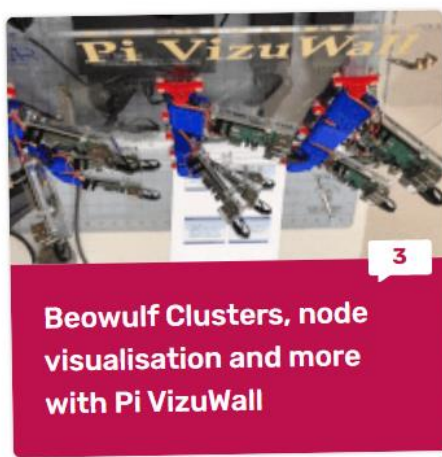 Pi VizuWall
3
Beowulf Clusters, node
visualisation and more
with Pi VizuWall